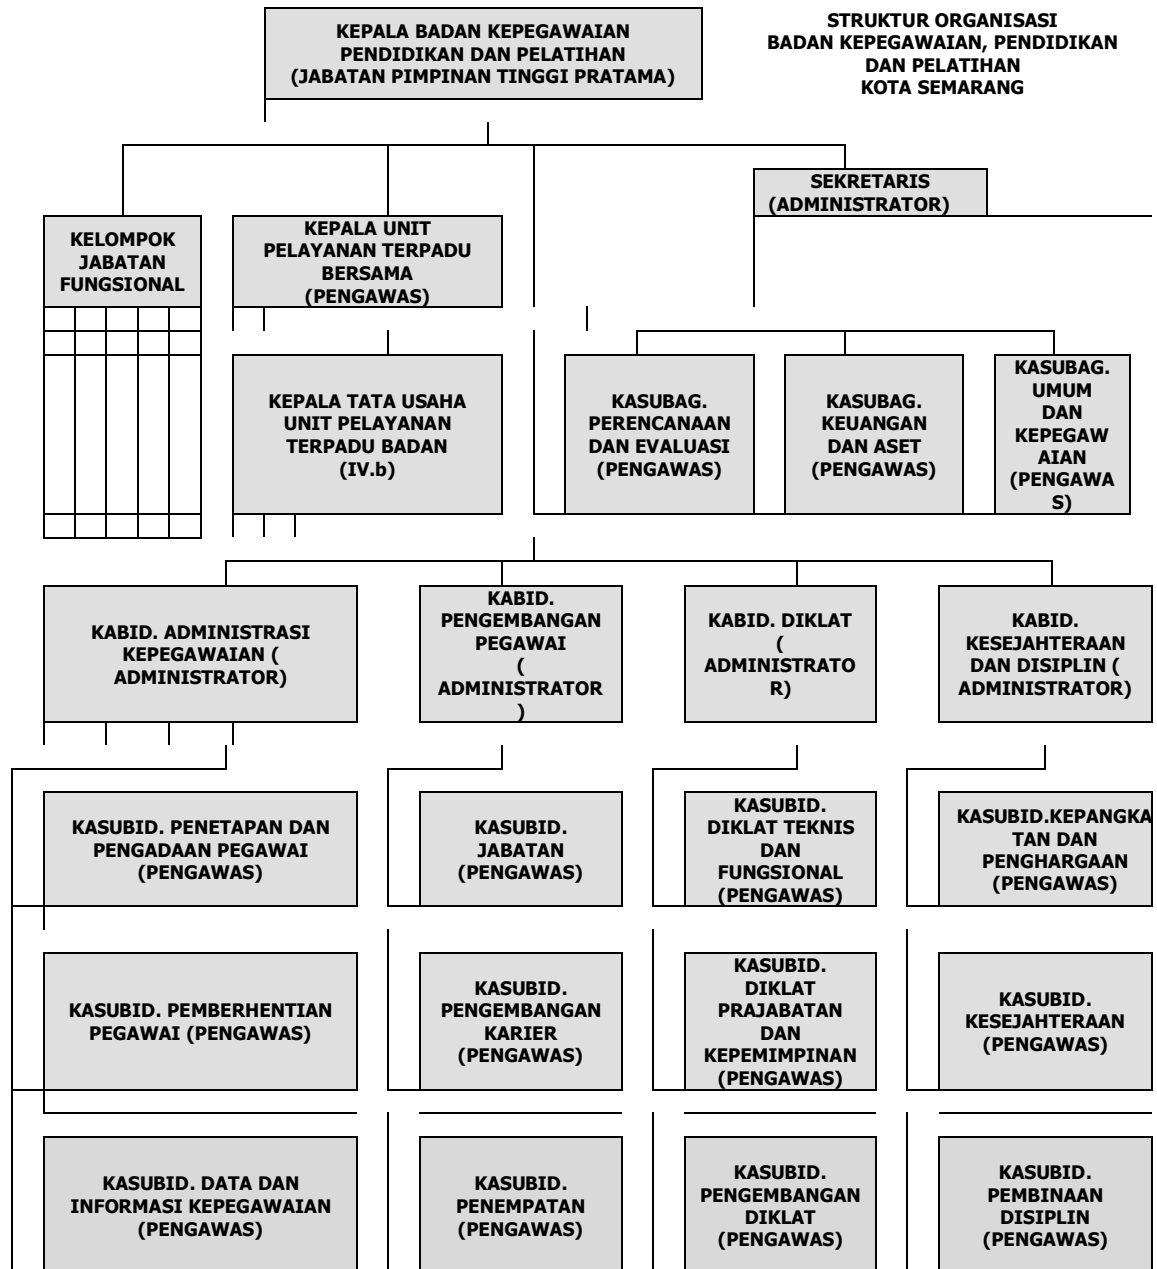 KEPALA BADAN KEPEGAWAIAN
PENDIDIKAN DAN PELATIHAN
(JABATAN PIMPINAN TINGGI PRATAMA)
STRUKTUR ORGANISASI
BADAN KEPEGAWAIAN, PENDIDIKAN
DAN PELATIHAN
KOTA SEMARANG
SEKRETARIS
(ADMINISTRATOR)
KELOMPOK
JABATAN
FUNGSIONAL
KEPALA UNIT
PELAYANAN TERPADU
BERSAMA
(PENGAWAS)
KEPALA TATA USAHA
UNIT PELAYANAN
TERPADU BADAN
(IV.b)
KASUBAG.
PERENCANAAN
DAN EVALUASI
(PENGAWAS)
KASUBAG.
KEUANGAN
DAN ASET
(PENGAWAS)
KASUBAG.
UMUM
DAN
KEPEGAW
AIAN
(PENGAWA
S)
KABID. ADMINISTRASI
KEPEGAWAIAN (
ADMINISTRATOR)
KABID.
PENGEMBANGAN
PEGAWAI
(
ADMINISTRATOR
)
KABID. DIKLAT
(
ADMINISTRATO
R)
KABID.
KESEJAHTERAAN
DAN DISIPLIN (
ADMINISTRATOR)
KASUBID. PENETAPAN DAN
PENGADAAN PEGAWAI
(PENGAWAS)
KASUBID.
JABATAN
(PENGAWAS)
KASUBID.
DIKLAT TEKNIS
DAN
FUNGSIONAL
(PENGAWAS)
KASUBID.KEPANGKA
TAN DAN
PENGHARGAAN
(PENGAWAS)
KASUBID. PEMBERHENTIAN
PEGAWAI (PENGAWAS)
KASUBID.
PENGEMBANGAN
KARIER
(PENGAWAS)
KASUBID.
DIKLAT
PRAJABATAN
DAN
KEPEMIMPINAN
(PENGAWAS)
KASUBID.
KESEJAHTERAAN
(PENGAWAS)
KASUBID. DATA DAN
INFORMASI KEPEGAWAIAN
(PENGAWAS)
KASUBID.
PENEMPATAN
(PENGAWAS)
KASUBID.
PENGEMBANGAN
DIKLAT
(PENGAWAS)
KASUBID.
PEMBINAAN
DISIPLIN
(PENGAWAS)